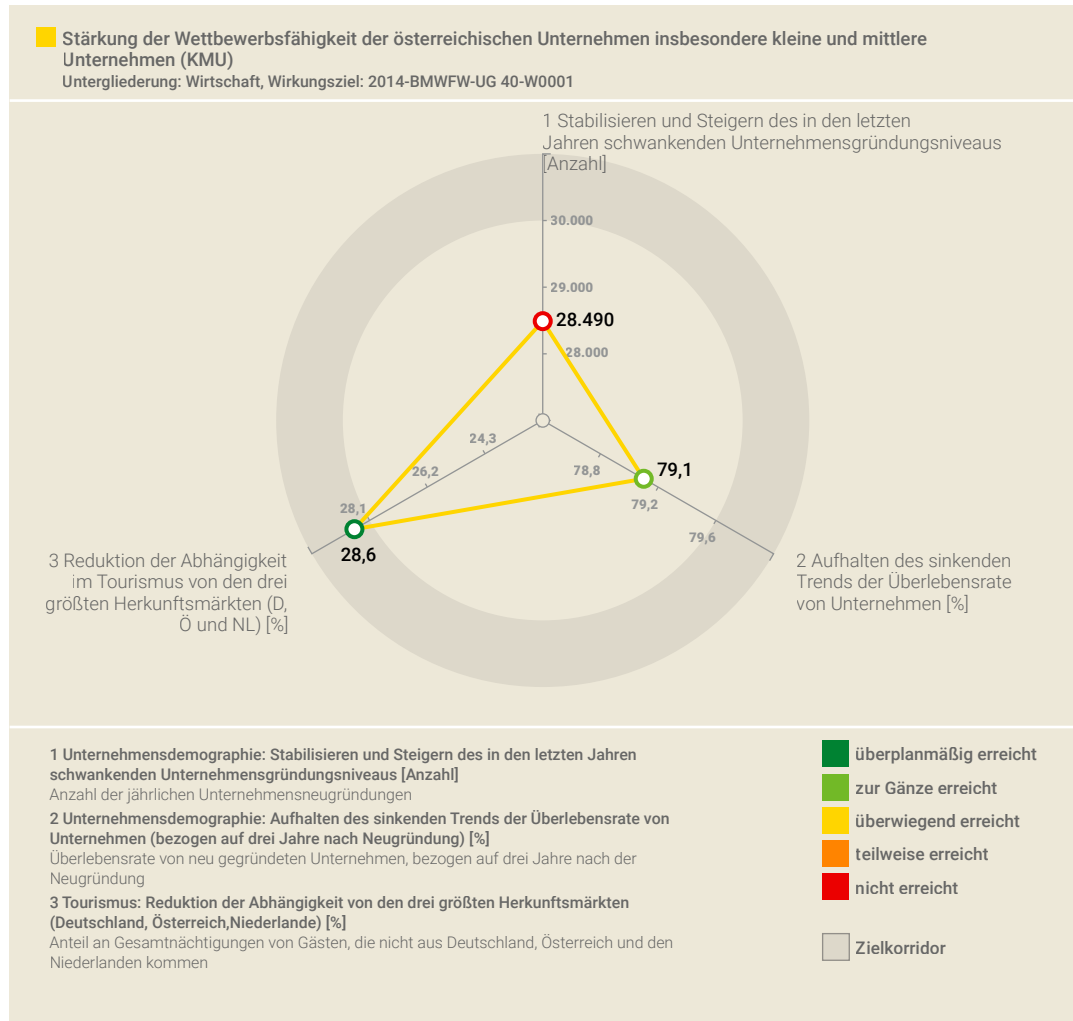 Stärkung der Wettbewerbsfähigkeit der österreichischen Unternehmen insbesondere kleine und mittlere
Unternehmen (KMU)
Untergliederung: Wirtschaft, Wirkungsziel: 2014-BMWFW-UG 40-W0001
1 Stabilisieren und Steigern des in den letzten
Jahren schwankenden Unternehmensgründungsniveaus
[Anzahl]
30.000
29.000
28.490
28.000
24,3
26,2
28,1
28,6
78,8
79,1
79,2
79,6
3 Reduktion der Abhängigkeit
im Tourismus von den drei
größten Herkunftsmärkten (D,
Ö und NL) [%]
2 Aufhalten des sinkenden
Trends der Überlebensrate
von Unternehmen [%]
1 Unternehmensdemographie: Stabilisieren und Steigern des in den letzten Jahren
schwankenden Unternehmensgründungsniveaus [Anzahl]
Anzahl der jährlichen Unternehmensneugründungen
2 Unternehmensdemographie: Aufhalten des sinkenden Trends der Überlebensrate von
Unternehmen (bezogen auf drei Jahre nach Neugründung) [%]
Überlebensrate von neu gegründeten Unternehmen, bezogen auf drei Jahre nach der
Neugründung
3 Tourismus: Reduktion der Abhängigkeit von den drei größten Herkunftsmärkten
(Deutschland, Österreich,Niederlande) [%]
Anteil an Gesamtnächtigungen von Gästen, die nicht aus Deutschland, Österreich und den
Niederlanden kommen
überplanmäßig erreicht
zur Gänze erreicht
überwiegend erreicht
teilweise erreicht
nicht erreicht
Zielkorridor